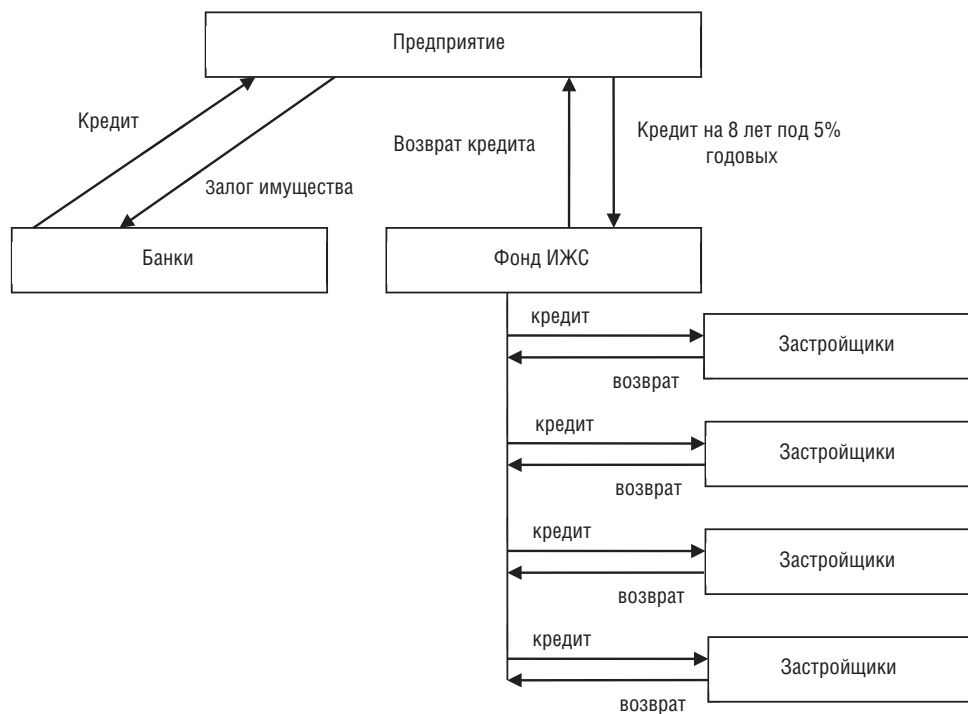 Предприятие
Кредит
Залог имущества
Возврат кредита
Кредит на 8 лет под 5%
годовых
Банки
Фонд ИЖС
кредит
Застройщики
возврат
кредит
Застройщики
возврат
кредит
Застройщики
возврат
кредит
Застройщики
возврат